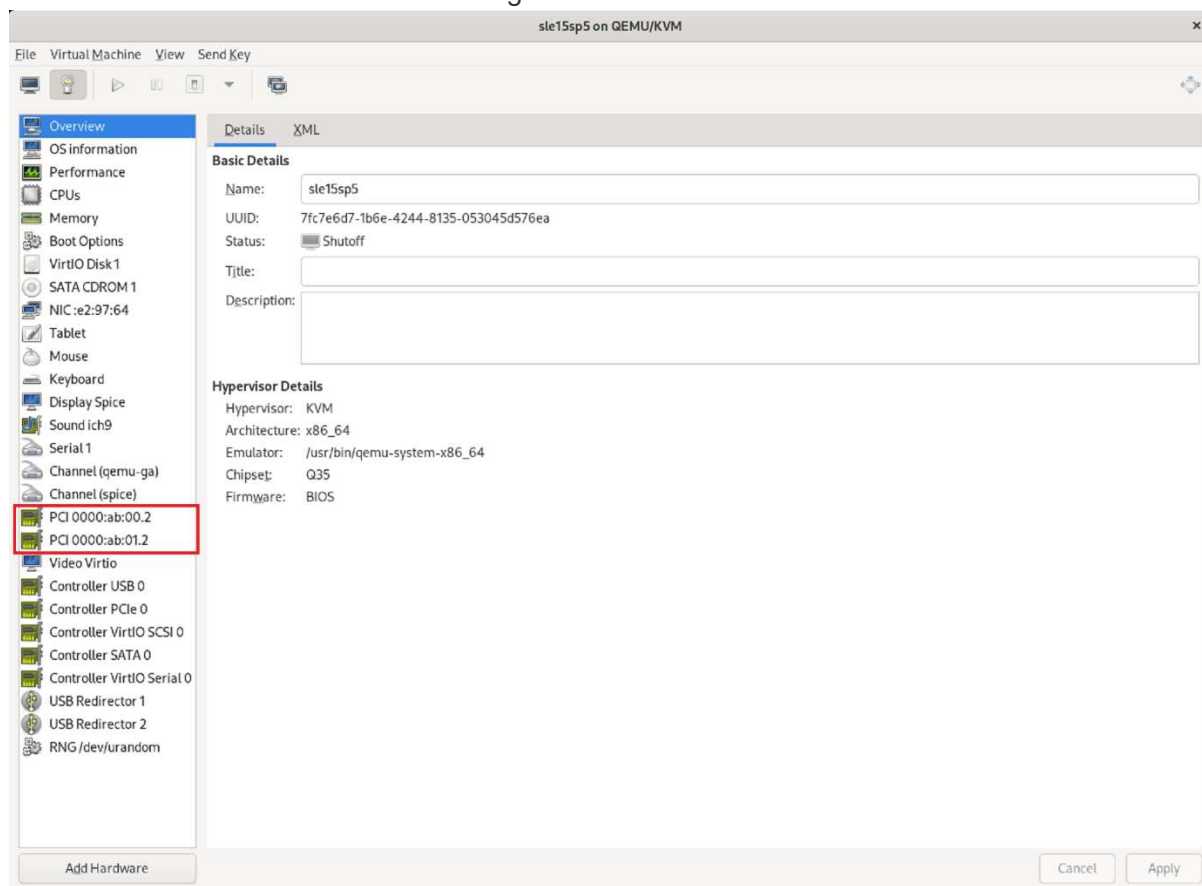 sle15sp5 on QEMU/KVM
File Virtual Machine View Send Key
Overview
OS information
Performance
CPUs
Memory
Boot Options
VirtIO Disk 1
SATA CDROM 1
NIC :e2:97:64
Tablet
Mouse
Keyboard
Display Spice
Sound ich9
Serial 1
Channel (qemu-ga)
Channel (spice)
PCI 0000:ab:00.2
PCI 0000:ab:01.2
Video Virtio
Controller USB 0
Controller PCIe 0
Controller VirtIO SCSI 0
Controller SATA 0
Controller VirtIO Serial 0
USB Redirector 1
USB Redirector 2
RNG /dev/urandom
Add Hardware
Details XML
Basic Details
Name: sle15sp5
UUID: 7fc7e6d7-1b6e-4244-8135-053045d576ea
Status: Shutoff
Title:
Description:
Hypervisor Details
Hypervisor: KVM
Architecture: x86_64
Emulator: /usr/bin/qemu-system-x86_64
Chipset: Q35
Firmware: BIOS
Cancel Apply